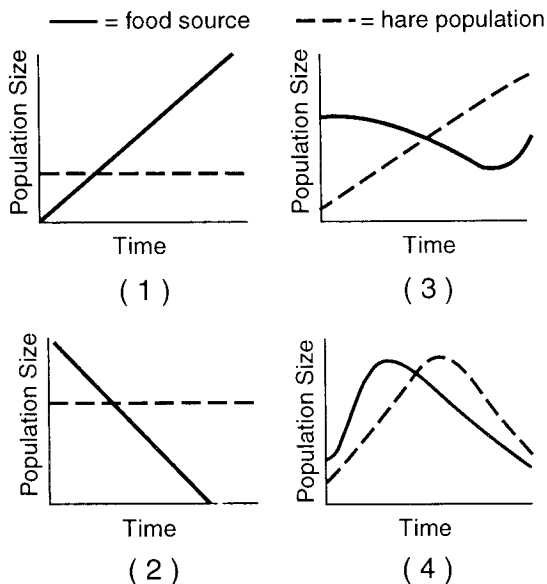 = food source
= hare population
Population Size
Time
( 1 )
Population Size
Time
( 3 )
Population Size
Time
( 2 )
Population Size
Time
( 4 )